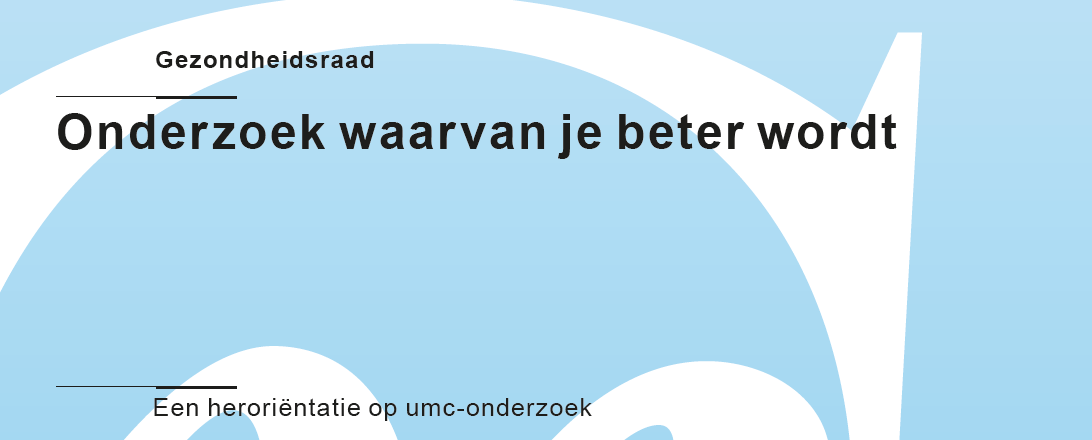 Gezondheidsraad
Onderzoek waarvan je beter wordt
Een heroriëntatie op umc-onderzoek